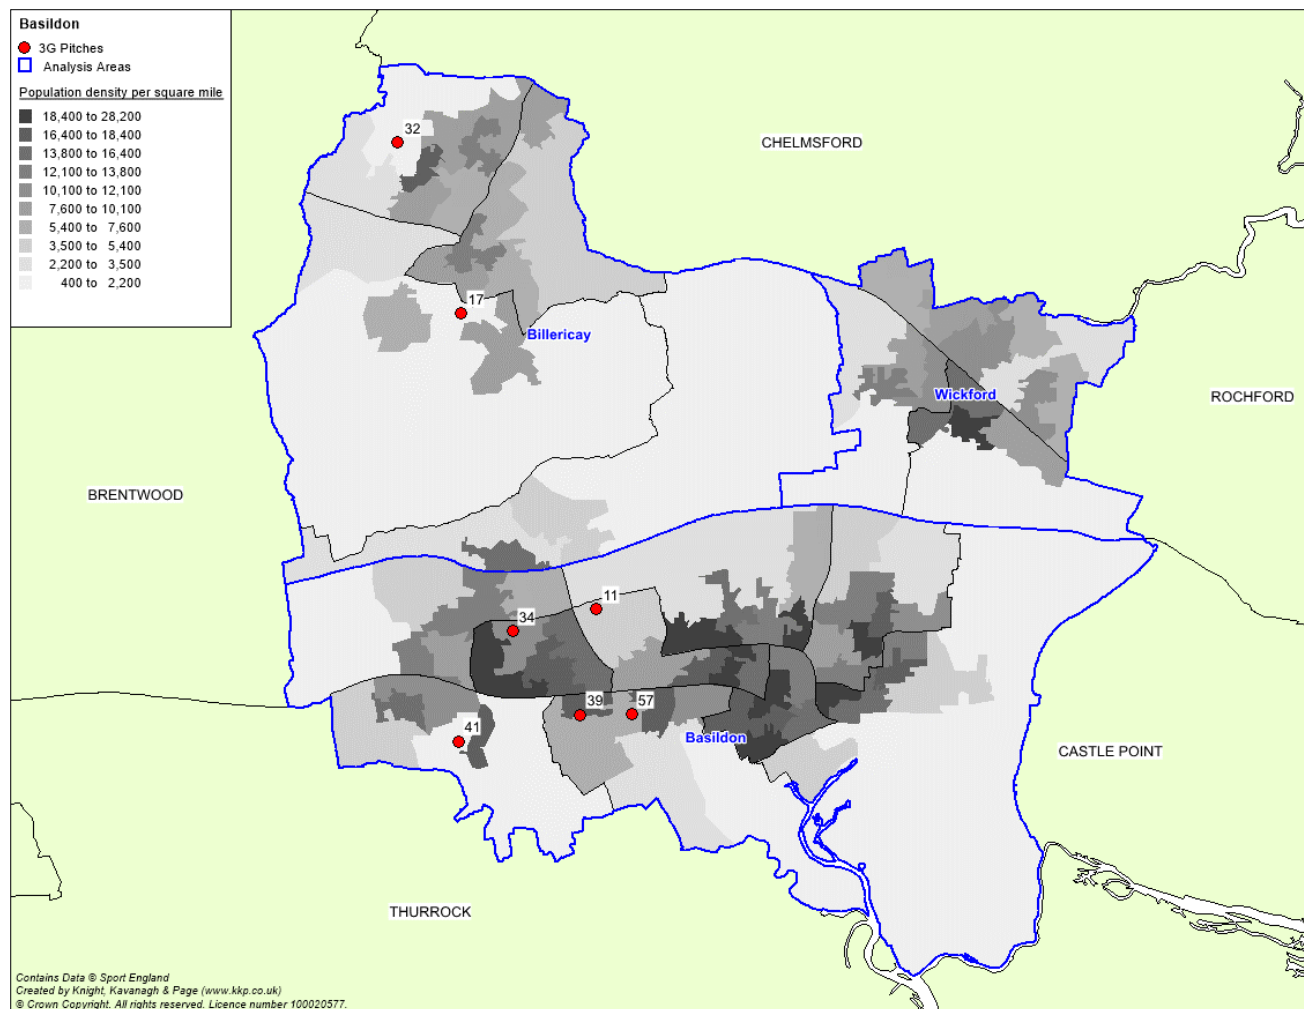 Basildon
3G Pitches
Analysis Areas
Population density per square mile
18,400 to 28,200
16,400 to 18,400
13,800 to 16,400
12,100 to 13,800
10,100 to 12,100
7,600 to 10,100
5,400 to 7,600
3,500 to 5,400
2,200 to 3,500
400 to 2,200
32
CHELMSFORD
17
Billericay
Wickford
ROCHFORD
BRENTWOOD
11
34
39
57
41
Basildon
CASTLE POINT
THURROCK
Contains Data © Sport England
Created by Knight, Kavanagh & Page (www.kkp.co.uk)
© Crown Copyright. All rights reserved. Licence number 100020577.